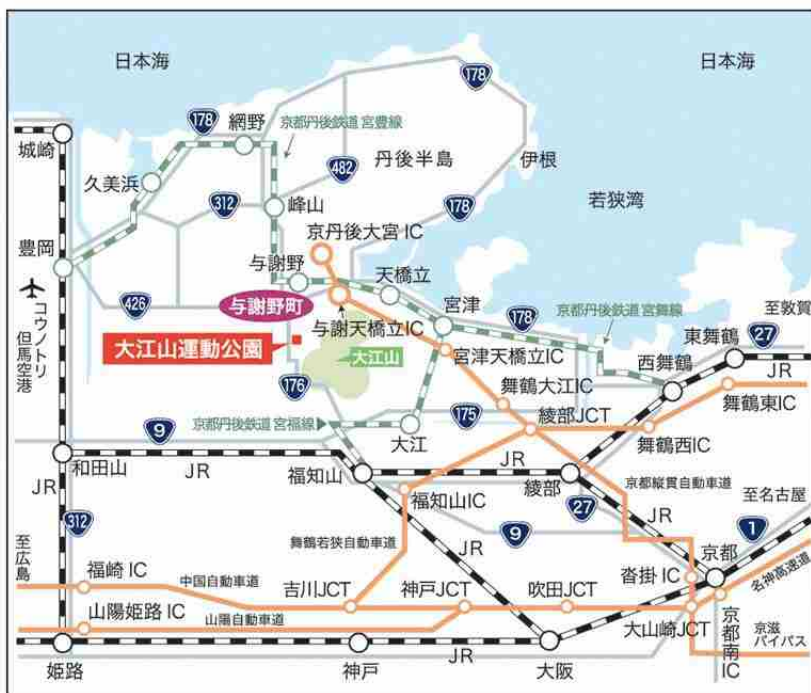 日本海
日本海
178
城崎
178
網野
京都丹後鉄道 宮豊線
482
丹後半島
伊根
久美浜
312
峰山
178
若狭湾
豊岡
京丹後大宮 IC
与謝野
天橋立
コウノトリ
但馬空港
426
与謝野町
与謝天橋立IC
宮津
178
京都丹後鉄道 宮舞線
至敦賀
東舞鶴
27
大江山運動公園
大江山
宮津天橋立IC
西舞鶴
JR
176
舞鶴大江IC
舞鶴東IC
9
京都丹後鉄道 宮福線
大江
175
綾部JCT
舞鶴西IC
和田山
JR
福知山
JR
綾部
京都縦貫自動車道
JR
福知山IC
27
JR
至名古屋
312
9
1
至広島
舞鶴若狭自動車道
JR
京都
福崎 IC
中国自動車道
吉川JCT
神戸JCT
吹田JCT
沓掛 IC
名神高速道
山陽姫路 IC
山陽自動車道
大山崎JCT
京都南IC
京滋
バイパス
姫路
神戸
JR
大阪